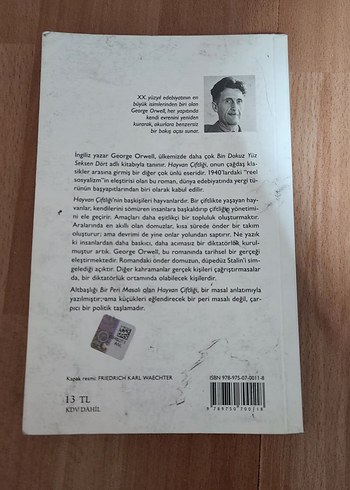 XX. yüzyıl edebiyatının en
büyük isimlerinden biri olan
George Orwell, her yapıtında
kendi evrenini yeniden
kurarak, okurlara benzersiz
bir bakış açısı sunar.
İngiliz yazar George Orwell, ülkemizde daha çok Bin Dokuz Yüz
Seksen Dört adlı kitabıyla tanınır. Hayvan Çiftliği, onun çağdaş kla-
sikler arasına girmiş bir diğer çok ünlü eseridir. 1940'lardaki "reel
sosyalizm"in eleştirisi olan bu roman, dünya edebiyatında yergi tü-
rünün başyapıtlarından biri olarak kabul edilir.
Hayvan Çiftliği'nin başkişileri hayvanlardır. Bir çiftlikte yaşayan hay-
vanlar, kendilerini sömüren insanlara başkaldırıp çiftliğin yönetimi-
ni ele geçirir. Amaçları daha eşitlikçi bir topluluk oluşturmaktır.
Aralarında en akıllı olan domuzlar, kısa sürede önder bir takım
oluşturur; ama devrimi de yine onlar yolundan saptırır. Ne yazık
ki insanlardan daha baskıcı, daha acımasız bir diktatörlük kurul-
muştur artık. George Orwell, bu romanında tarihsel bir gerçeği
eleştirmektedir. Romandaki önder domuzun, düpedüz Stalin'i sim-
gelediği açıktır. Diğer kahramanlar gerçek kişileri çağrıştırmasalar
da, bir diktatörlük ortamında olabilecek kişilerdir.
Altbaşlığı Bir Peri Masalı olan Hayvan Çiftliği, bir masal anlatımıyla
yazılmıştır; ama küçükleri eğlendirecek bir peri masalı değil, çar-
pıcı bir politik taşlamadır.
Kapak resmi: FRIEDRICH KARL WAECHTER
13 TL
KDV DAHİL
ISBN 978-975-07-0011-8
9 789750 700118